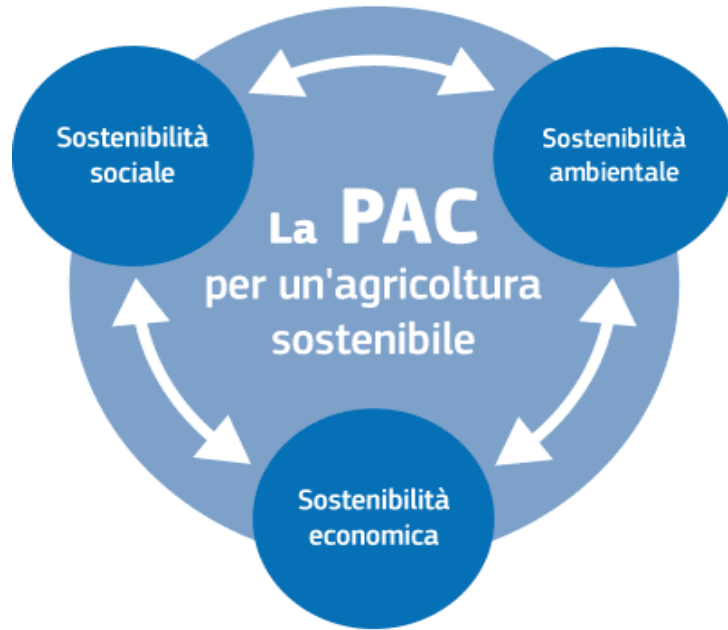 Sostenibilità
sociale
Sostenibilità
ambientale
La PAC
per un'agricoltura
sostenibile
Sostenibilità
economica